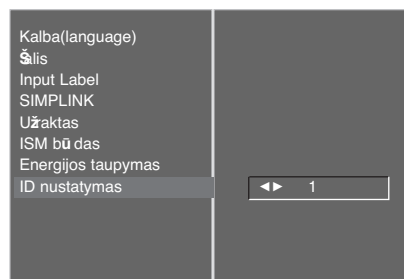 Kalba(language)
Šalis
Input Label
SIMPLINK
Užraktas
ISM būdas
Energijos taupymas
ID nustatymas
◄► 1